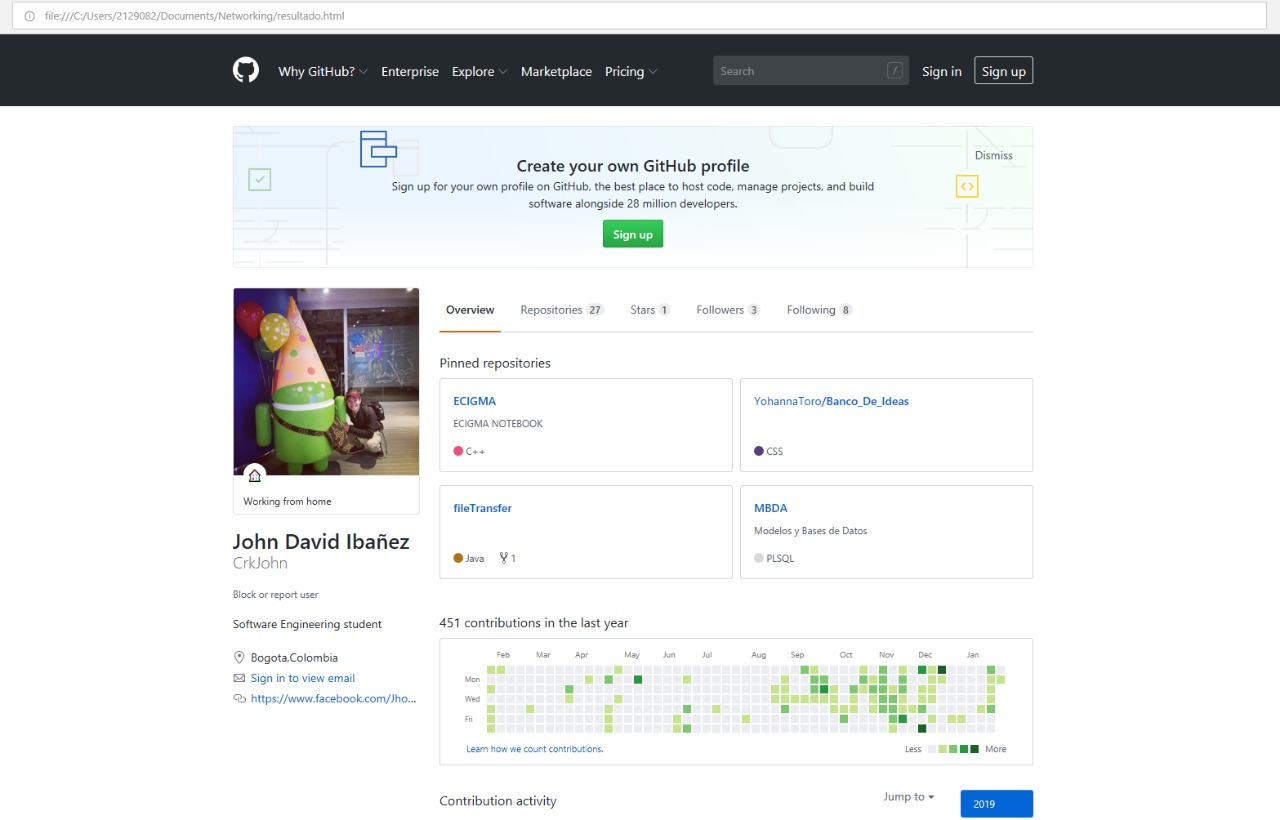 file:///C:/Users/2129082/Documents/Networking/resultado.html
Why GitHub? Enterprise Explore Marketplace Pricing Search / Sign in Sign up
Dismiss
Create your own GitHub profile
Sign up for your own profile on GitHub, the best place to host code, manage projects, and build
software alongside 28 million developers.
Sign up
Working from home
John David Ibañez
CrkJohn
Block or report user
Software Engineering student
Bogota,Colombia
Sign in to view email
https://www.facebook.com/Jho...
Overview Repositories 27 Stars 1 Followers 3 Following 8
Pinned repositories
ECIGMA
ECIGMA NOTEBOOK
C++
YohannaToro/Banco_De_Ideas
CSS
fileTransfer
Java 1
MBDA
Modelos y Bases de Datos
PLSQL
451 contributions in the last year
Feb Mar Apr May Jun Jul Aug Sep Oct Nov Dec Jan
Mon
Wed
Fri
Learn how we count contributions. Less More
Contribution activity Jump to 2019